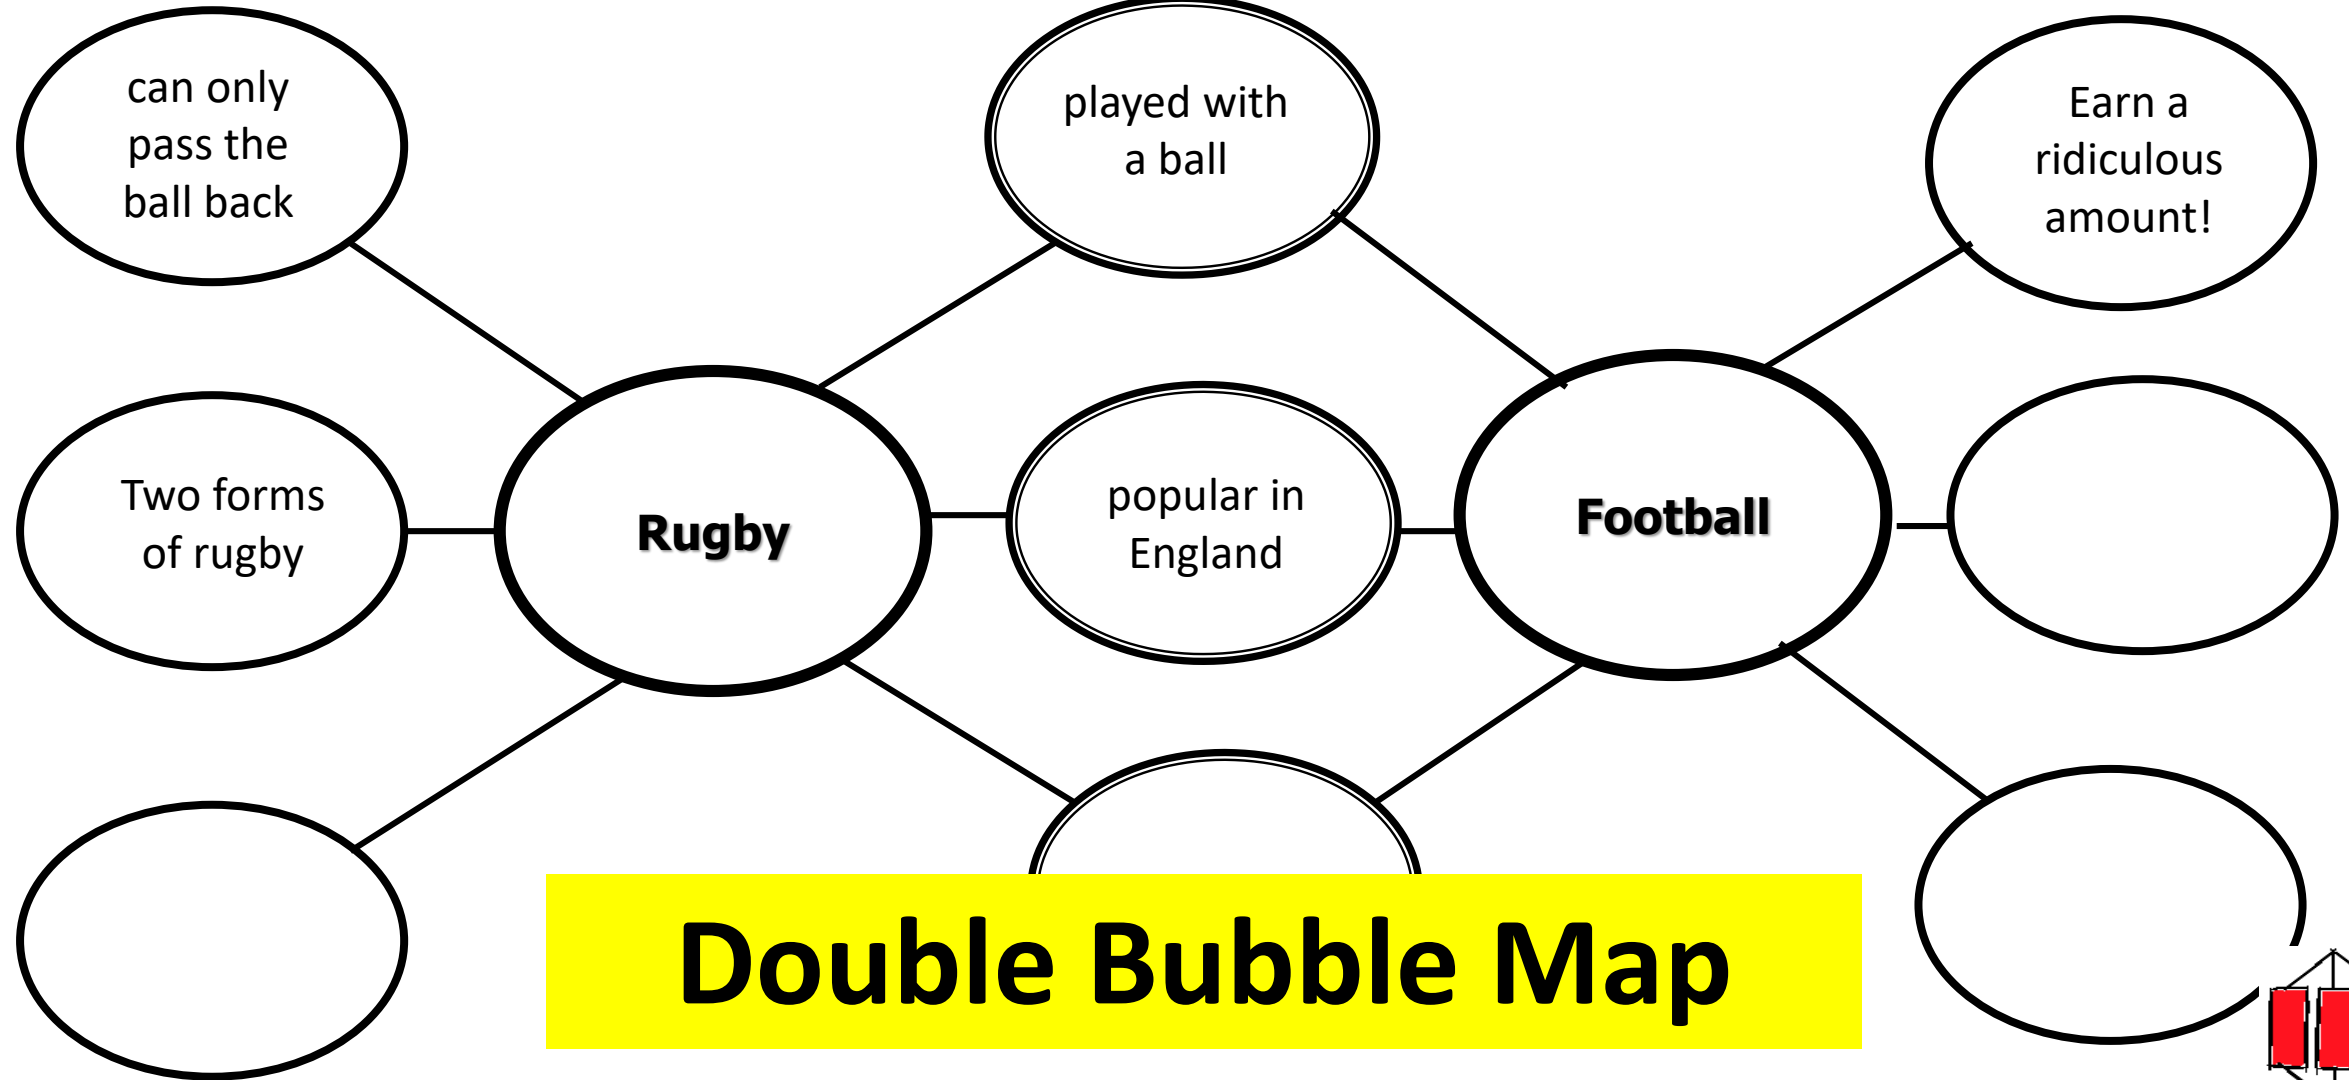 can only
pass the
ball back
played with
a ball
Earn a
ridiculous
amount!
Two forms
of rugby
Rugby
popular in
England
Football
Double Bubble Map